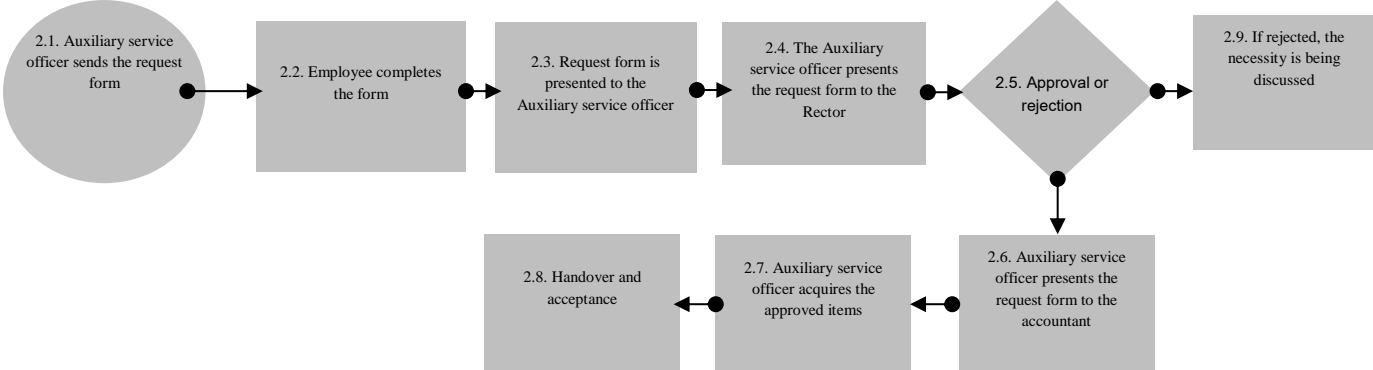 2.1. Auxiliary service
officer sends the request
form
2.2. Employee completes
the form
2.3. Request form is
presented to the
Auxiliary service officer
2.4. The Auxiliary
service officer presents
the request form to the
Rector
2.5. Approval or
rejection
2.9. If rejected, the
necessity is being
discussed
2.8. Handover and
acceptance
2.7. Auxiliary service
officer acquires the
approved items
2.6. Auxiliary service
officer presents the
request form to the
accountant